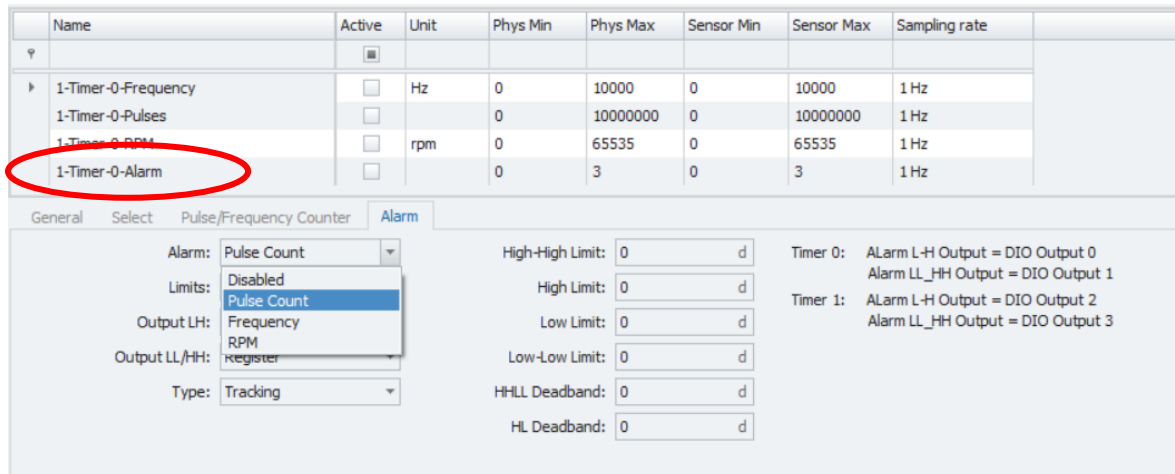 Name Active Unit Phys Min Phys Max Sensor Min Sensor Max Sampling rate
1-Timer-0-Frequency Hz 0 10000 0 10000 1 Hz
1-Timer-0-Pulses 0 10000000 0 10000000 1 Hz
1-Timer-0-RPM rpm 0 65535 0 65535 1 Hz
1-Timer-0-Alarm 0 3 0 3 1 Hz
General Select Pulse/Frequency Counter Alarm
Alarm: Pulse Count High-High Limit: 0 d Timer 0: ALarm L-H Output = DIO Output 0
Disabled Alarm LL_HH Output = DIO Output 1
Limits: Pulse Count High Limit: 0 d Timer 1: ALarm L-H Output = DIO Output 2
Output LH: Frequency Low Limit: 0 d Alarm LL_HH Output = DIO Output 3
RPM
Output LL/HH: Register Low-Low Limit: 0 d
Type: Tracking HHLL Deadband: 0 d
HL Deadband: 0 d